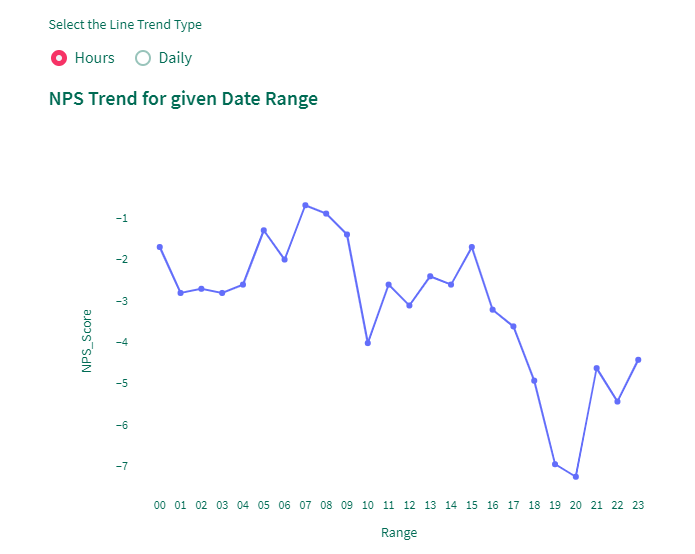 Select the Line Trend Type
Hours Daily
NPS Trend for given Date Range
−1
−2
−3
−4
−5
−6
−7
NPS_Score
00 01 02 03 04 05 06 07 08 09 10 11 12 13 14 15 16 17 18 19 20 21 22 23
Range